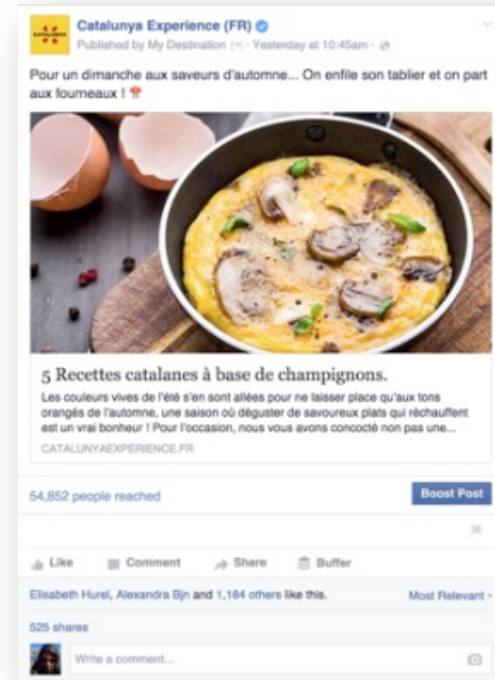 Catalunya Experience (FR)
Published by My Destination [?] · Yesterday at 10:45am ·
Pour un dimanche aux saveurs d'automne... On enfile son tablier et on part
aux fourneaux !
5 Recettes catalanes à base de champignons.
Les couleurs vives de l'été s'en sont allées pour ne laisser place qu'aux tons
orangés de l'automne, une saison où déguster de savoureux plats qui réchauffent
est un vrai bonheur ! Pour l'occasion, nous vous avons concocté non pas une...
CATALUNYAEXPERIENCE.FR
54,852 people reached
Boost Post
Like Comment Share Buffer
Elisabeth Hurel, Alexandra Bjn and 1,184 others like this.
Most Relevant
525 shares
Write a comment...